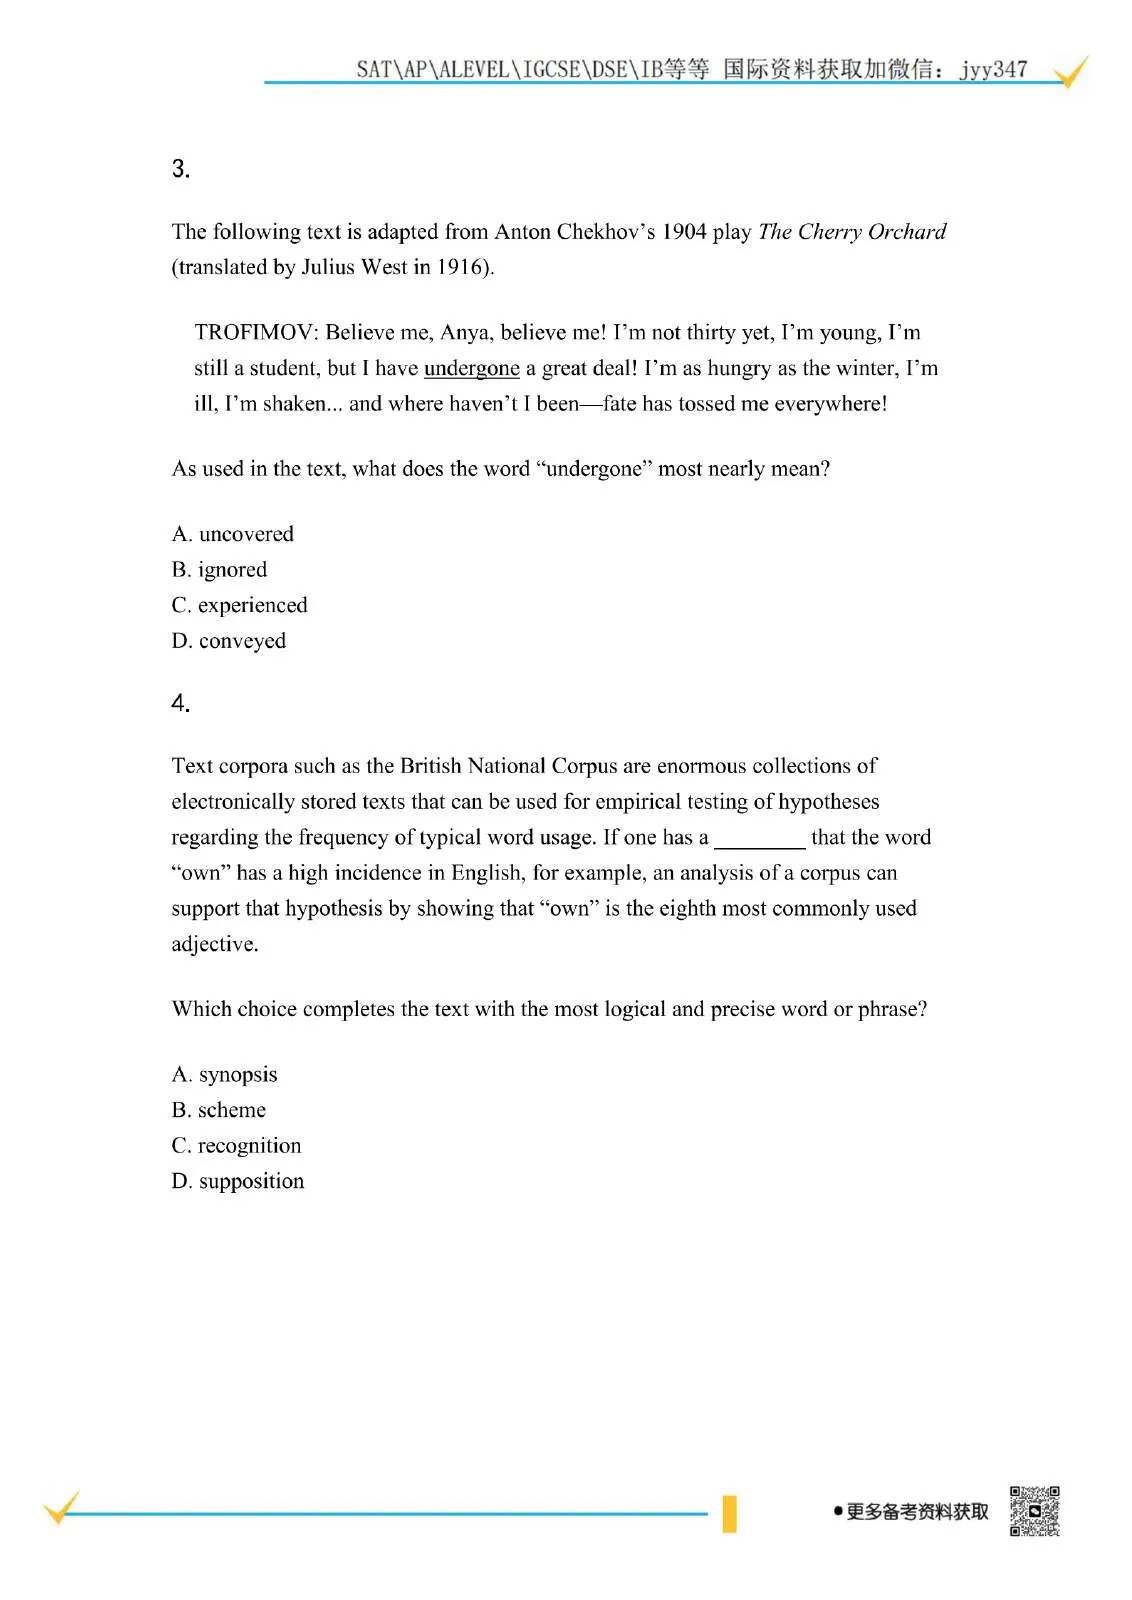 SAT\AP\ALEVEL\IGCSE\DSE\IB等等 国际资料获取加微信：jyy347
3.
The following text is adapted from Anton Chekhov’s 1904 play The Cherry Orchard
(translated by Julius West in 1916).
TROFIMOV: Believe me, Anya, believe me! I’m not thirty yet, I’m young, I’m
still a student, but I have undergone a great deal! I’m as hungry as the winter, I’m
ill, I’m shaken... and where haven’t I been—fate has tossed me everywhere!
As used in the text, what does the word “undergone” most nearly mean?
A. uncovered
B. ignored
C. experienced
D. conveyed
4.
Text corpora such as the British National Corpus are enormous collections of
electronically stored texts that can be used for empirical testing of hypotheses
regarding the frequency of typical word usage. If one has a ________ that the word
“own” has a high incidence in English, for example, an analysis of a corpus can
support that hypothesis by showing that “own” is the eighth most commonly used
adjective.
Which choice completes the text with the most logical and precise word or phrase?
A. synopsis
B. scheme
C. recognition
D. supposition
•更多备考资料获取